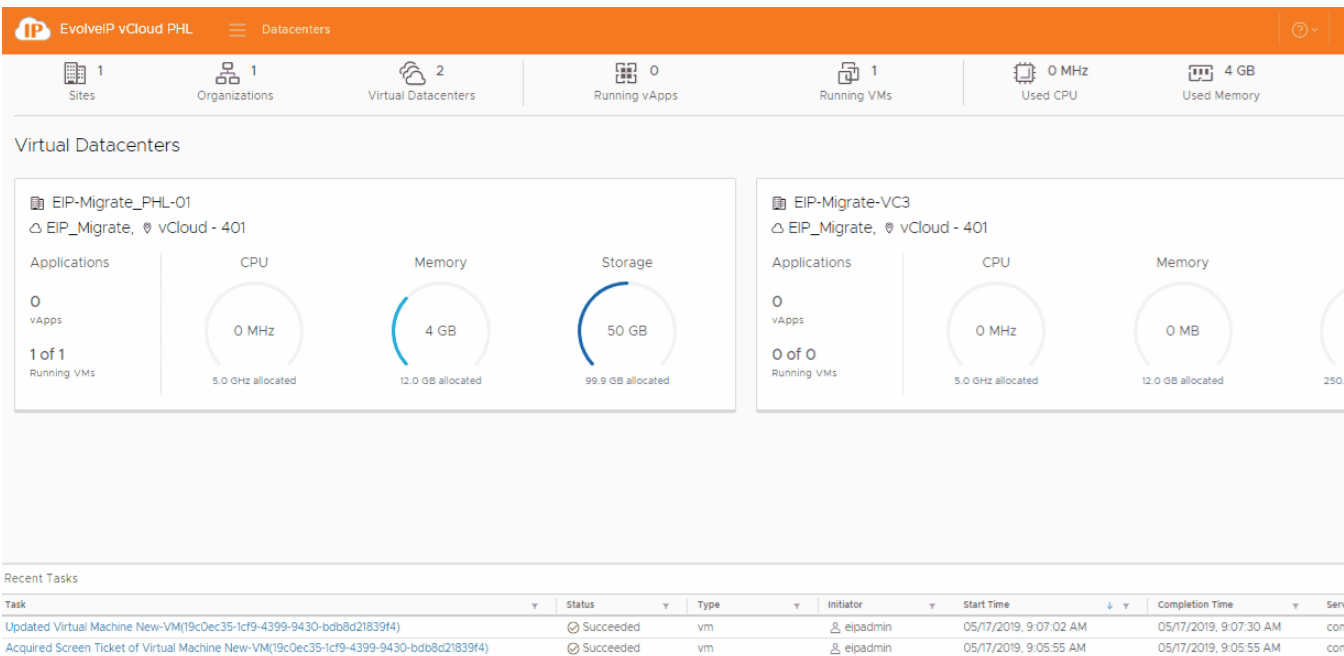 IP EvolveIP vCloud PHL Datacenters
1 1 2 0 1 0 MHz 4 GB
Sites Organizations Virtual Datacenters Running vApps Running VMs Used CPU Used Memory
Virtual Datacenters
EIP-Migrate_PHL-01
EIP_Migrate, vCloud - 401
Applications CPU Memory Storage
0
vApps
0 MHz 4 GB 50 GB
1 of 1
Running VMs
5.0 GHz allocated 12.0 GB allocated 99.9 GB allocated
EIP-Migrate-VC3
EIP_Migrate, vCloud - 401
Applications CPU Memory
0
vApps
0 MHz 0 MB
0 of 0
Running VMs
5.0 GHz allocated 12.0 GB allocated 250.
Recent Tasks
Task Status Type Initiator Start Time Completion Time Serv
Updated Virtual Machine New-VM(19c0ec35-1cf9-4399-9430-bdb8d21839f4) Succeeded vm eipadmin 05/17/2019, 9:07:02 AM 05/17/2019, 9:07:30 AM com
Acquired Screen Ticket of Virtual Machine New-VM(19c0ec35-1cf9-4399-9430-bdb8d21839f4) Succeeded vm eipadmin 05/17/2019, 9:05:55 AM 05/17/2019, 9:05:55 AM com